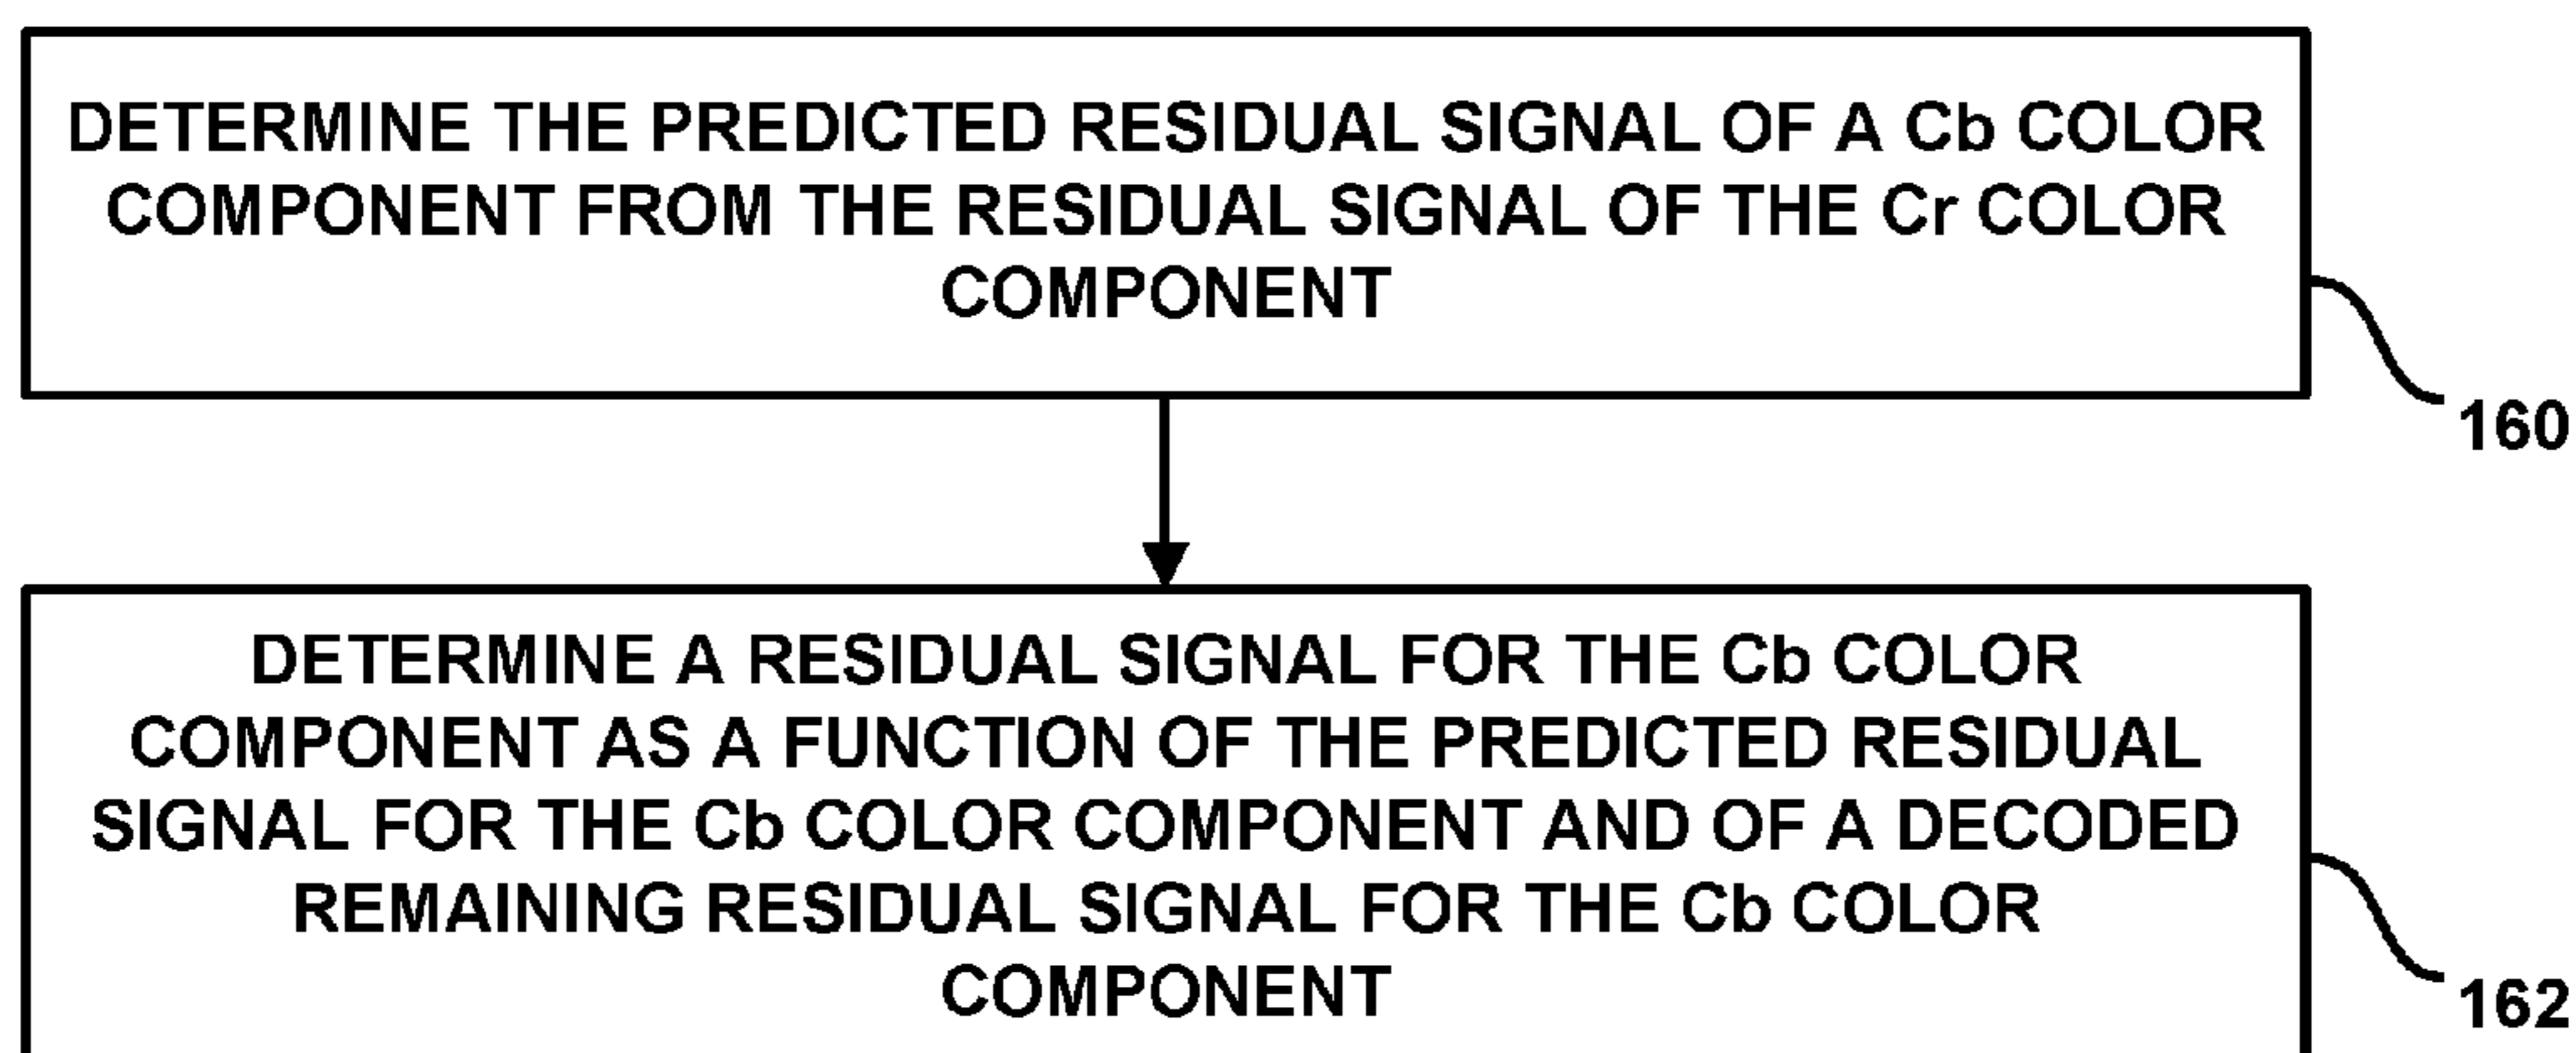 DETERMINE THE PREDICTED RESIDUAL SIGNAL OF A Cb COLOR
COMPONENT FROM THE RESIDUAL SIGNAL OF THE Cr COLOR
COMPONENT
160
DETERMINE A RESIDUAL SIGNAL FOR THE Cb COLOR
COMPONENT AS A FUNCTION OF THE PREDICTED RESIDUAL
SIGNAL FOR THE Cb COLOR COMPONENT AND OF A DECODED
REMAINING RESIDUAL SIGNAL FOR THE Cb COLOR
COMPONENT
162